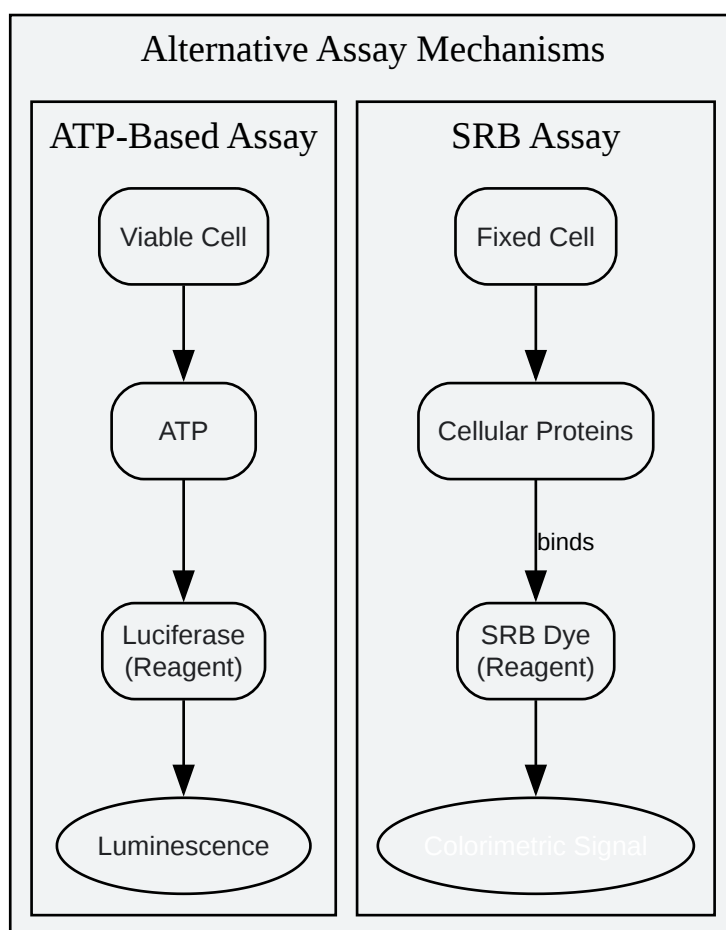 Alternative Assay Mechanisms
ATP-Based Assay
Viable Cell
ATP
Luciferase
(Reagent)
Luminescence
SRB Assay
Fixed Cell
Cellular Proteins
binds
SRB Dye
(Reagent)
Colorimetric Signal